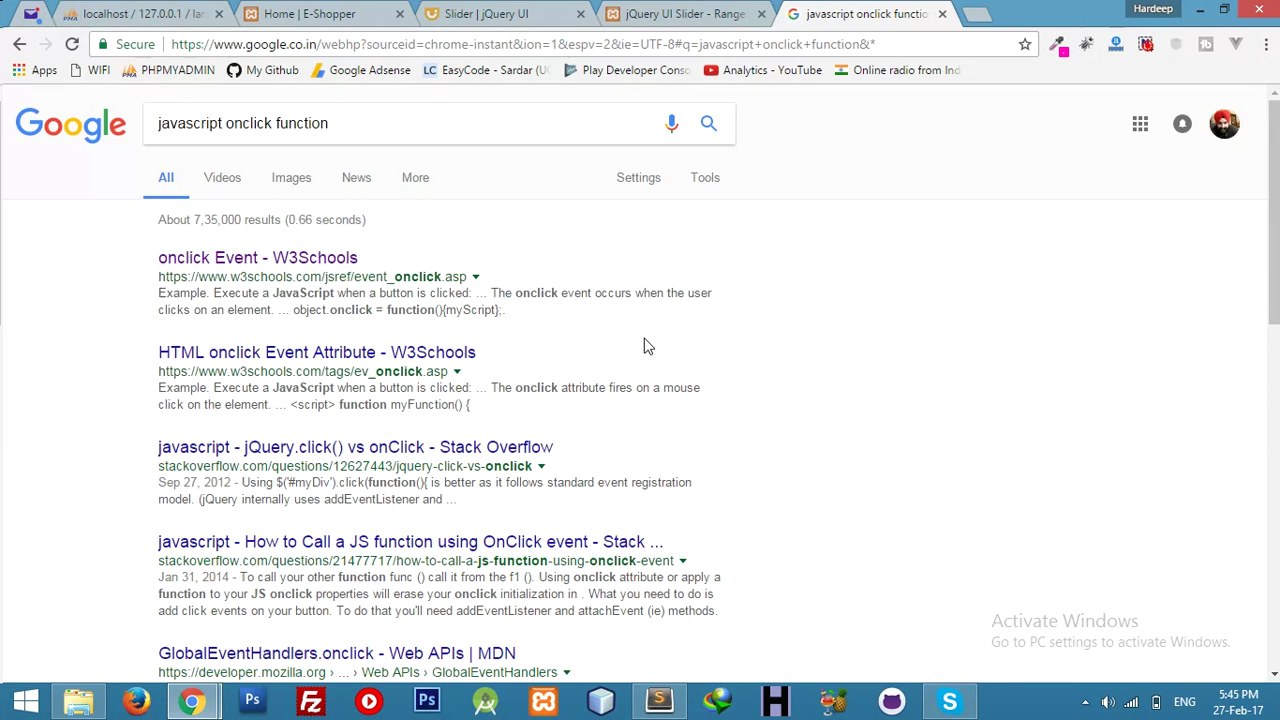 localhost / 127.0.0.1 / lar
Home | E-Shopper
Slider | jQuery UI
jQuery UI Slider - Range
javascript onclick functio
Hardeep
Secure
https://www.google.co.in/webhp?sourceid=chrome-instant&ion=1&espv=2&ie=UTF-8#q=javascript+onclick+function&*
Apps
WIFI
PHPMYADMIN
My Github
Google Adsense
LC EasyCode - Sardar (UC
Play Developer Conso
Analytics - YouTube
Online radio from Ind
Google
javascript onclick function
All
Videos
Images
News
More
Settings
Tools
About 7,35,000 results (0.66 seconds)
onclick Event - W3Schools
https://www.w3schools.com/jsref/event_onclick.asp
Example. Execute a JavaScript when a button is clicked: ... The onclick event occurs when the user
clicks on an element. ... object.onclick = function(){myScript};.
HTML onclick Event Attribute - W3Schools
https://www.w3schools.com/tags/ev_onclick.asp
Example. Execute a JavaScript when a button is clicked: ... The onclick attribute fires on a mouse
click on the element. ... <script> function myFunction() {
javascript - jQuery.click() vs onClick - Stack Overflow
stackoverflow.com/questions/12627443/jquery-click-vs-onclick
Sep 27, 2012 - Using $('#myDiv').click(function(){ is better as it follows standard event registration
model. (jQuery internally uses addEventListener and ...
javascript - How to Call a JS function using OnClick event - Stack ...
stackoverflow.com/questions/21477717/how-to-call-a-js-function-using-onclick-event
Jan 31, 2014 - To call your other function func () call it from the f1 (). Using onclick attribute or apply a
function to your JS onclick properties will erase your onclick initialization in . What you need to do is
add click events on your button. To do that you'll need addEventListener and attachEvent (ie) methods.
GlobalEventHandlers.onclick - Web APIs | MDN
https://developer.mozilla.org › ... › Web APIs › GlobalEventHandlers
Activate Windows
Go to PC settings to activate Windows.
Ps
Fz
Ps
S
H
S
ENG
5:45 PM
27-Feb-17